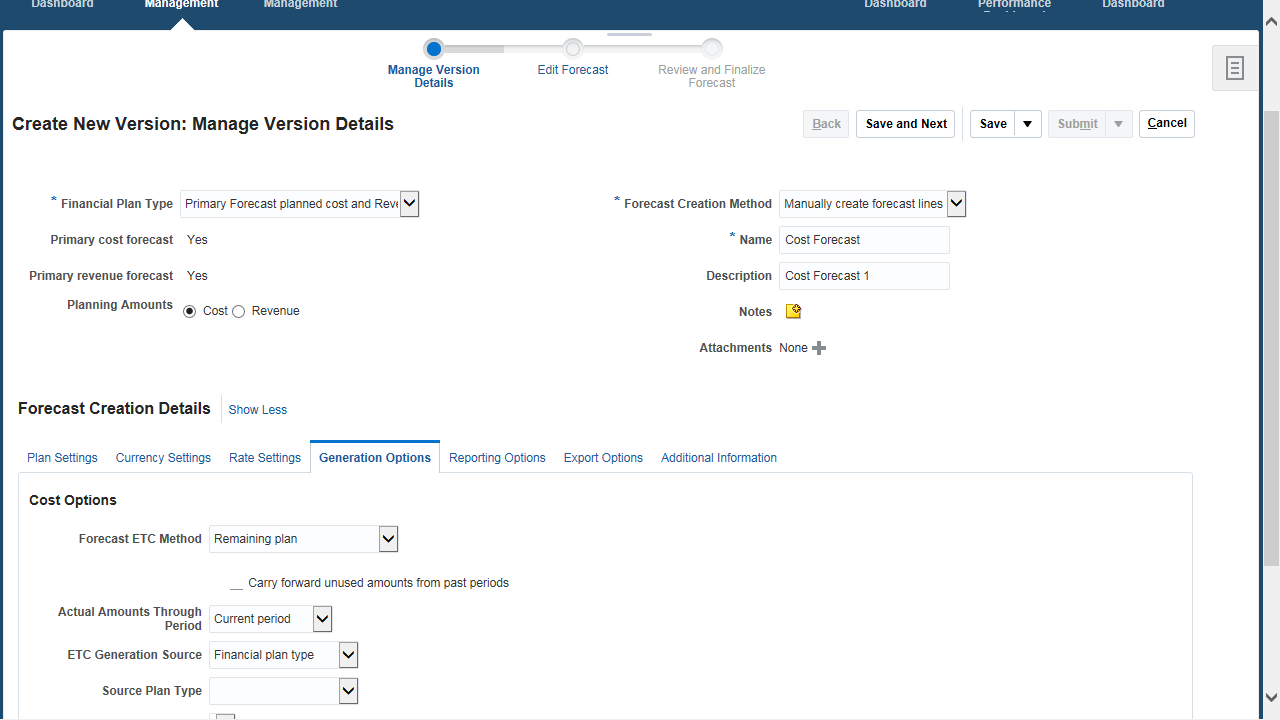 Dashboard Management Management Dashboard Performance Dashboard
Manage Version Details
Edit Forecast
Review and Finalize Forecast
Create New Version: Manage Version Details
Back Save and Next Save Submit Cancel
* Financial Plan Type Primary Forecast planned cost and Reve
* Forecast Creation Method Manually create forecast lines
Primary cost forecast Yes
* Name Cost Forecast
Primary revenue forecast Yes
Description Cost Forecast 1
Planning Amounts Cost Revenue
Notes
Attachments None
Forecast Creation Details Show Less
Plan Settings Currency Settings Rate Settings Generation Options Reporting Options Export Options Additional Information
Cost Options
Forecast ETC Method Remaining plan
Carry forward unused amounts from past periods
Actual Amounts Through Period Current period
ETC Generation Source Financial plan type
Source Plan Type